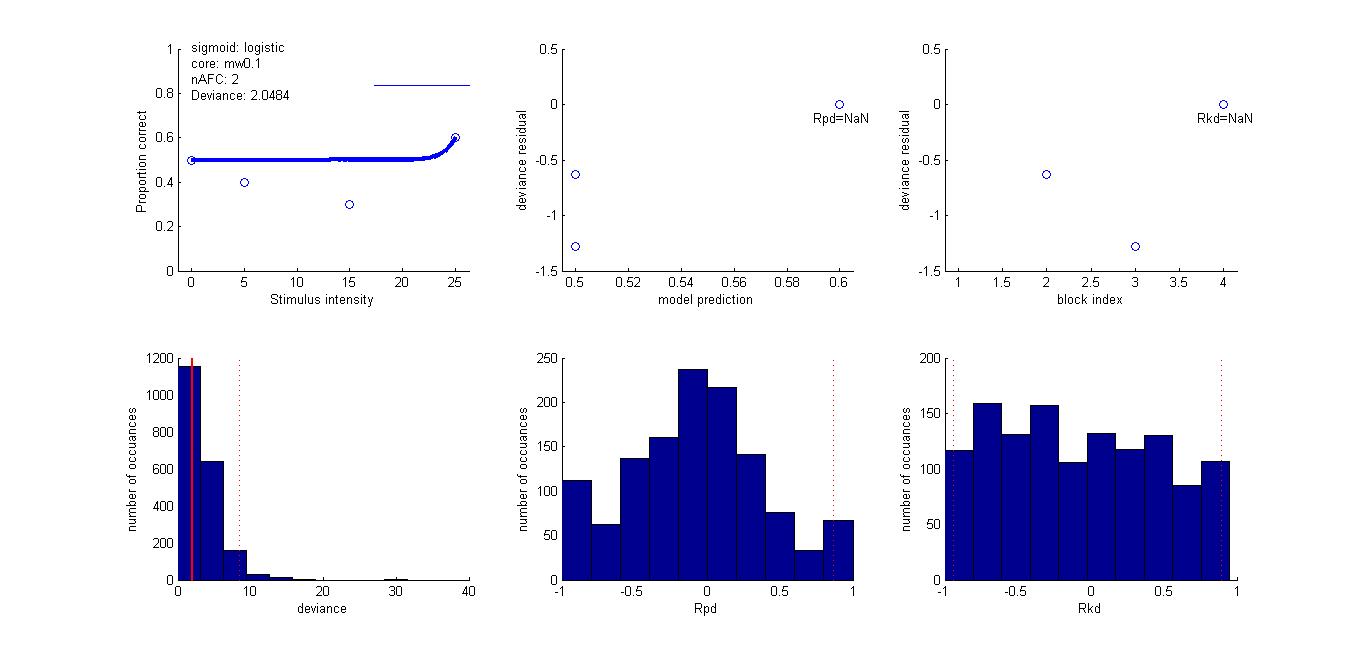 sigmoid: logistic
core: mw0.1
nAFC: 2
Deviance: 2.0484
1
0.8
0.6
0.4
0.2
0
Proportion correct
0 5 10 15 20 25
Stimulus intensity
0.5
0
-0.5
-1
-1.5
deviance residual
Rpd=NaN
0.5 0.52 0.54 0.56 0.58 0.6
model prediction
0.5
0
-0.5
-1
-1.5
deviance residual
Rkd=NaN
1 1.5 2 2.5 3 3.5 4
block index
1200
1000
800
600
400
200
0
number of occuances
0 10 20 30 40
deviance
250
200
150
100
50
0
number of occuances
-1 -0.5 0 0.5 1
Rpd
200
150
100
50
0
number of occuances
-1 -0.5 0 0.5 1
Rkd